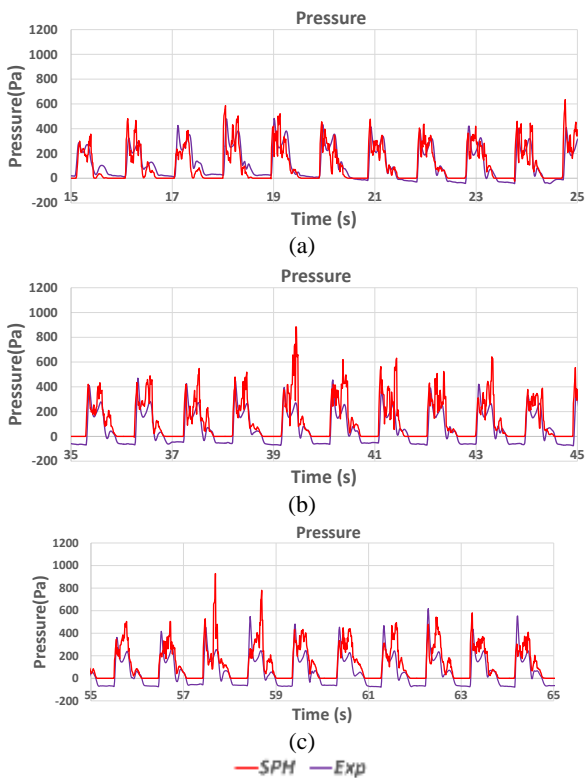 Pressure
1200
1000
800
600
400
200
0
-200
Pressure(Pa)
15 17 19 21 23 25
Time (s)
(a)
Pressure
1200
1000
800
600
400
200
0
-200
Pressure(Pa)
35 37 39 41 43 45
Time (s)
(b)
Pressure
1200
1000
800
600
400
200
0
-200
Pressure(Pa)
55 57 59 61 63 65
Time (s)
(c)
SPH Exp